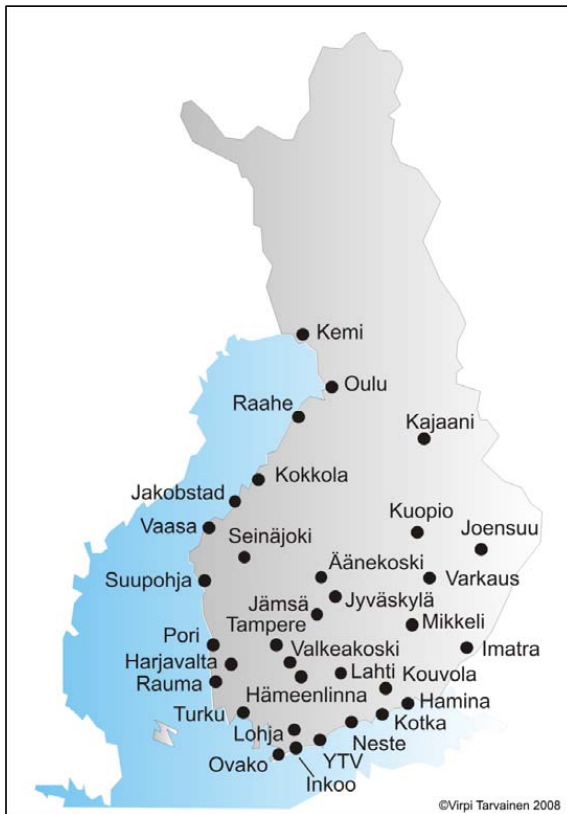 Kemi
Oulu
Raahe
Kajaani
Kokkola
Jakobstad
Vaasa
Kuopio
Seinäjoki
Joensuu
Äänekoski
Suupohja
Varkaus
Jyväskylä
Jämsä
Tampere
Mikkeli
Pori
Valkeakoski
Imatra
Harjavalta
Lahti
Kouvola
Rauma
Hämeenlinna
Hamina
Turku
Kotka
Lohja
Neste
Ovako
YTV
Inkoo
©Virpi Tarvainen 2008